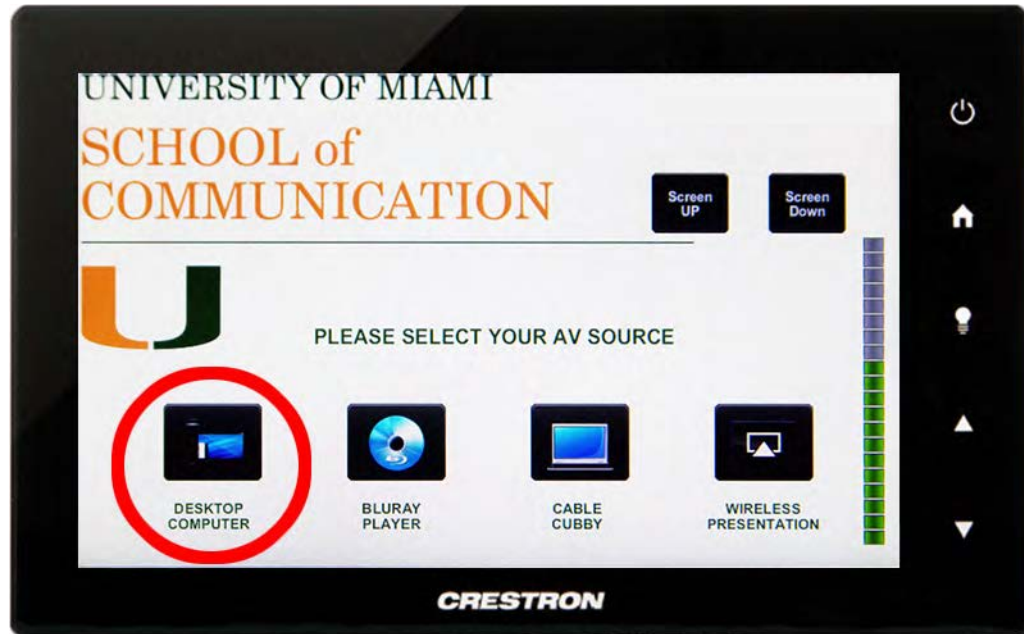 UNIVERSITY OF MIAMI
SCHOOL of
COMMUNICATION
Screen
UP
Screen
Down
PLEASE SELECT YOUR AV SOURCE
DESKTOP
COMPUTER
BLURAY
PLAYER
CABLE
CUBBY
WIRELESS
PRESENTATION
CRESTRON